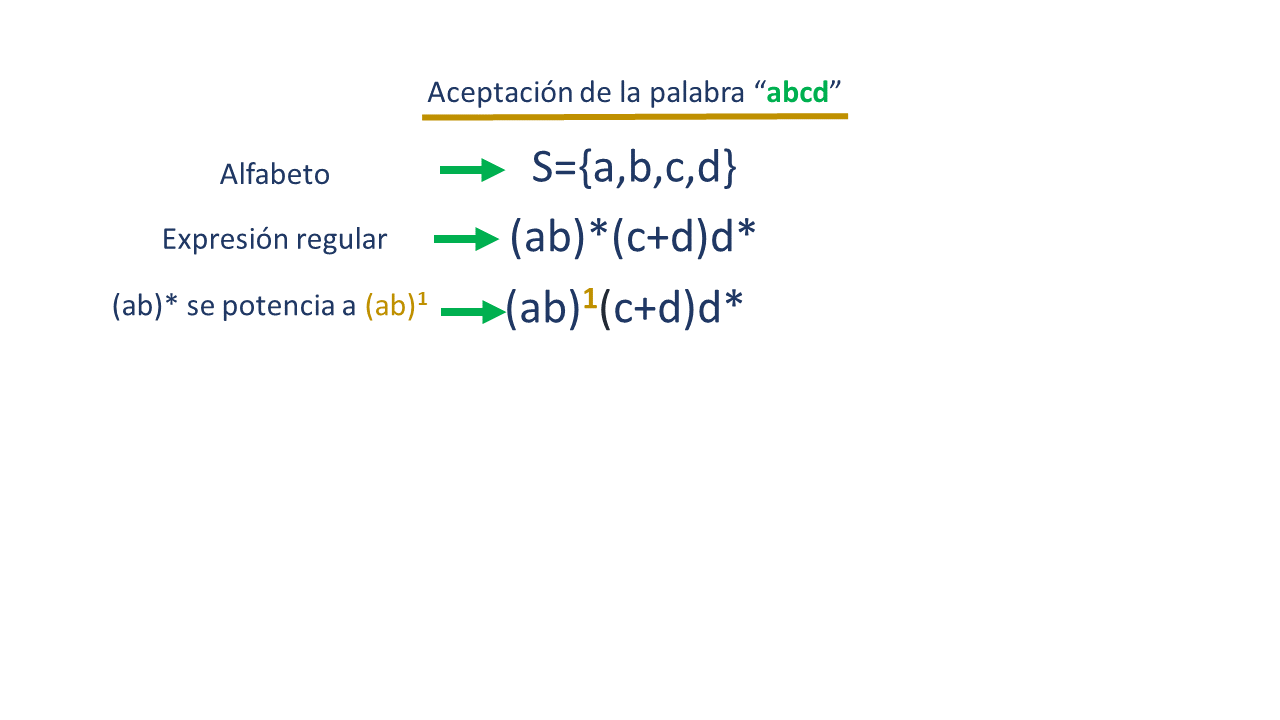 Aceptación de la palabra “abcd”
Alfabeto S={a,b,c,d}
Expresión regular (ab)*(c+d)d*
(ab)* se potencia a (ab)¹ (ab)¹(c+d)d*